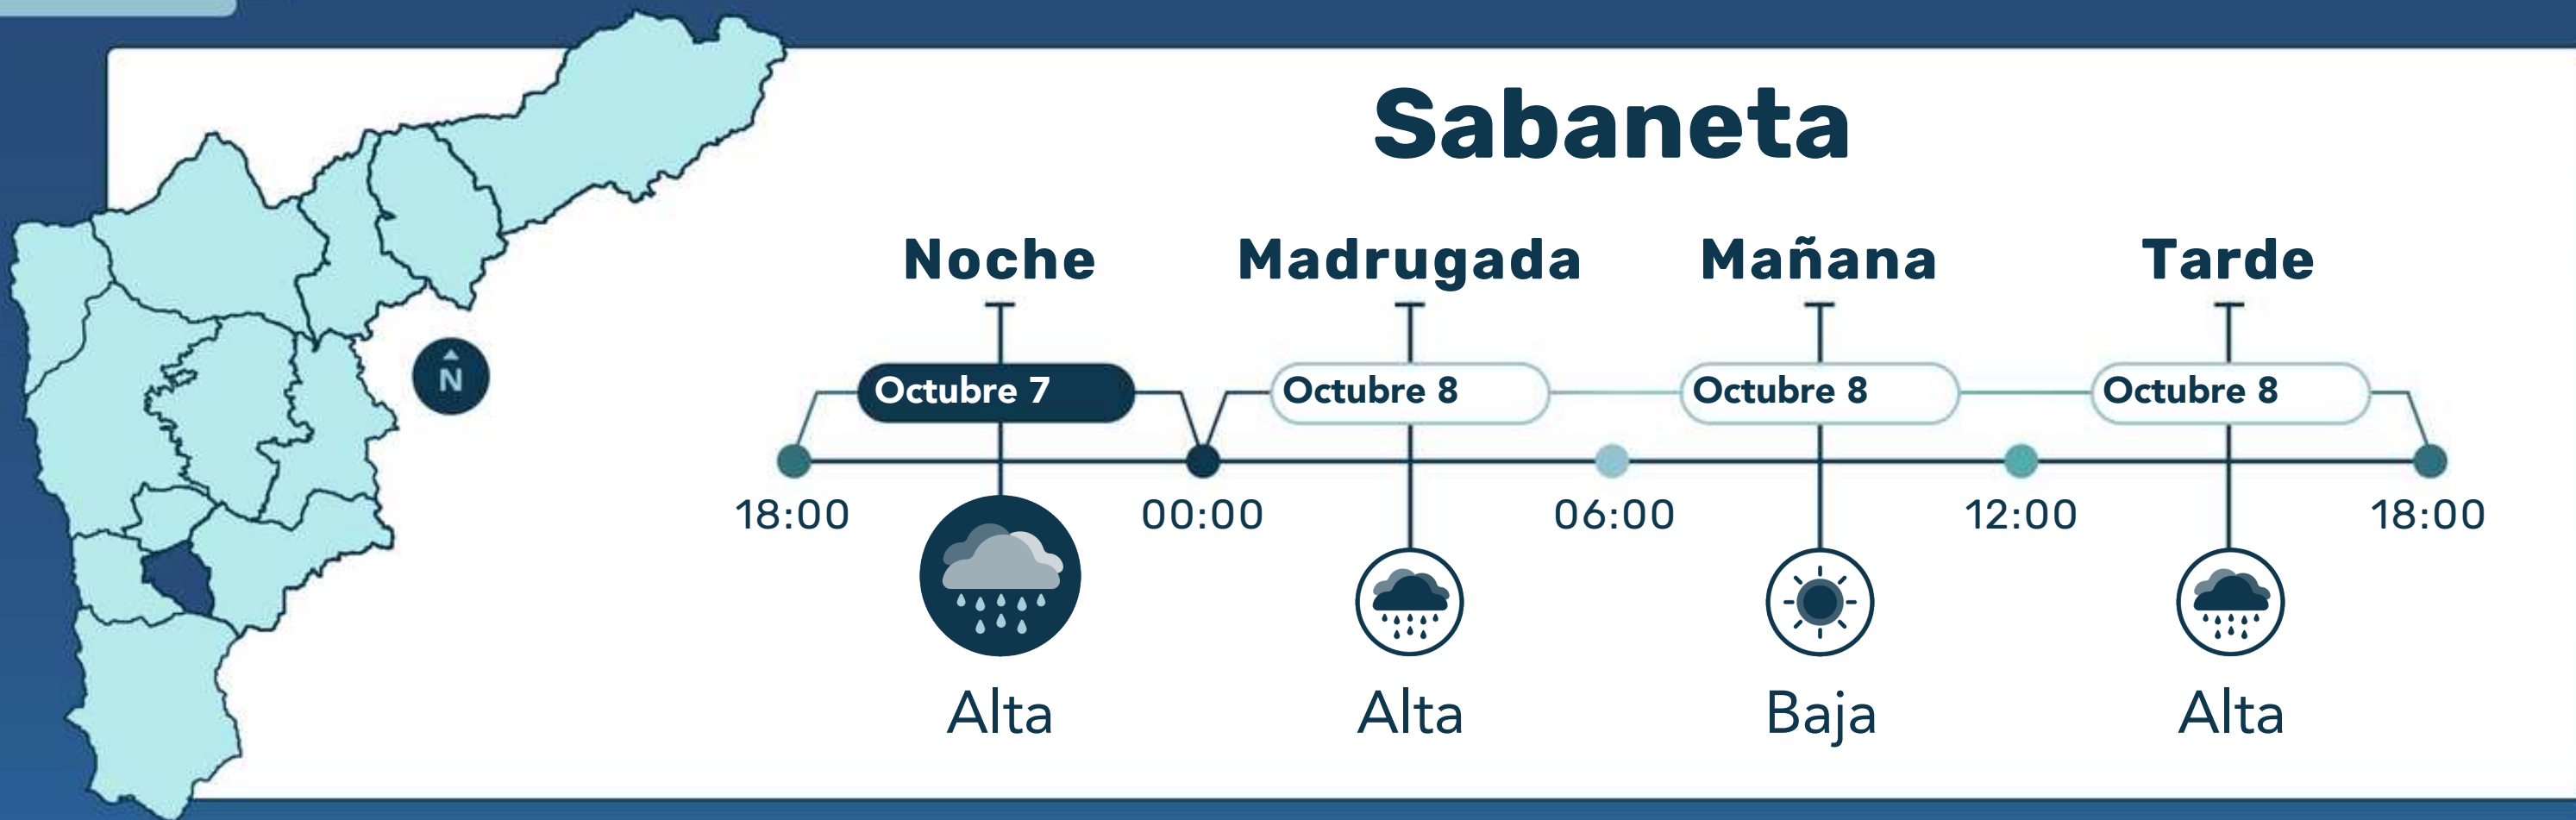 Sabaneta
Noche Madrugada Mañana Tarde
Octubre 7 Octubre 8 Octubre 8 Octubre 8
N
18:00 00:00 06:00 12:00 18:00
Alta Alta Baja Alta